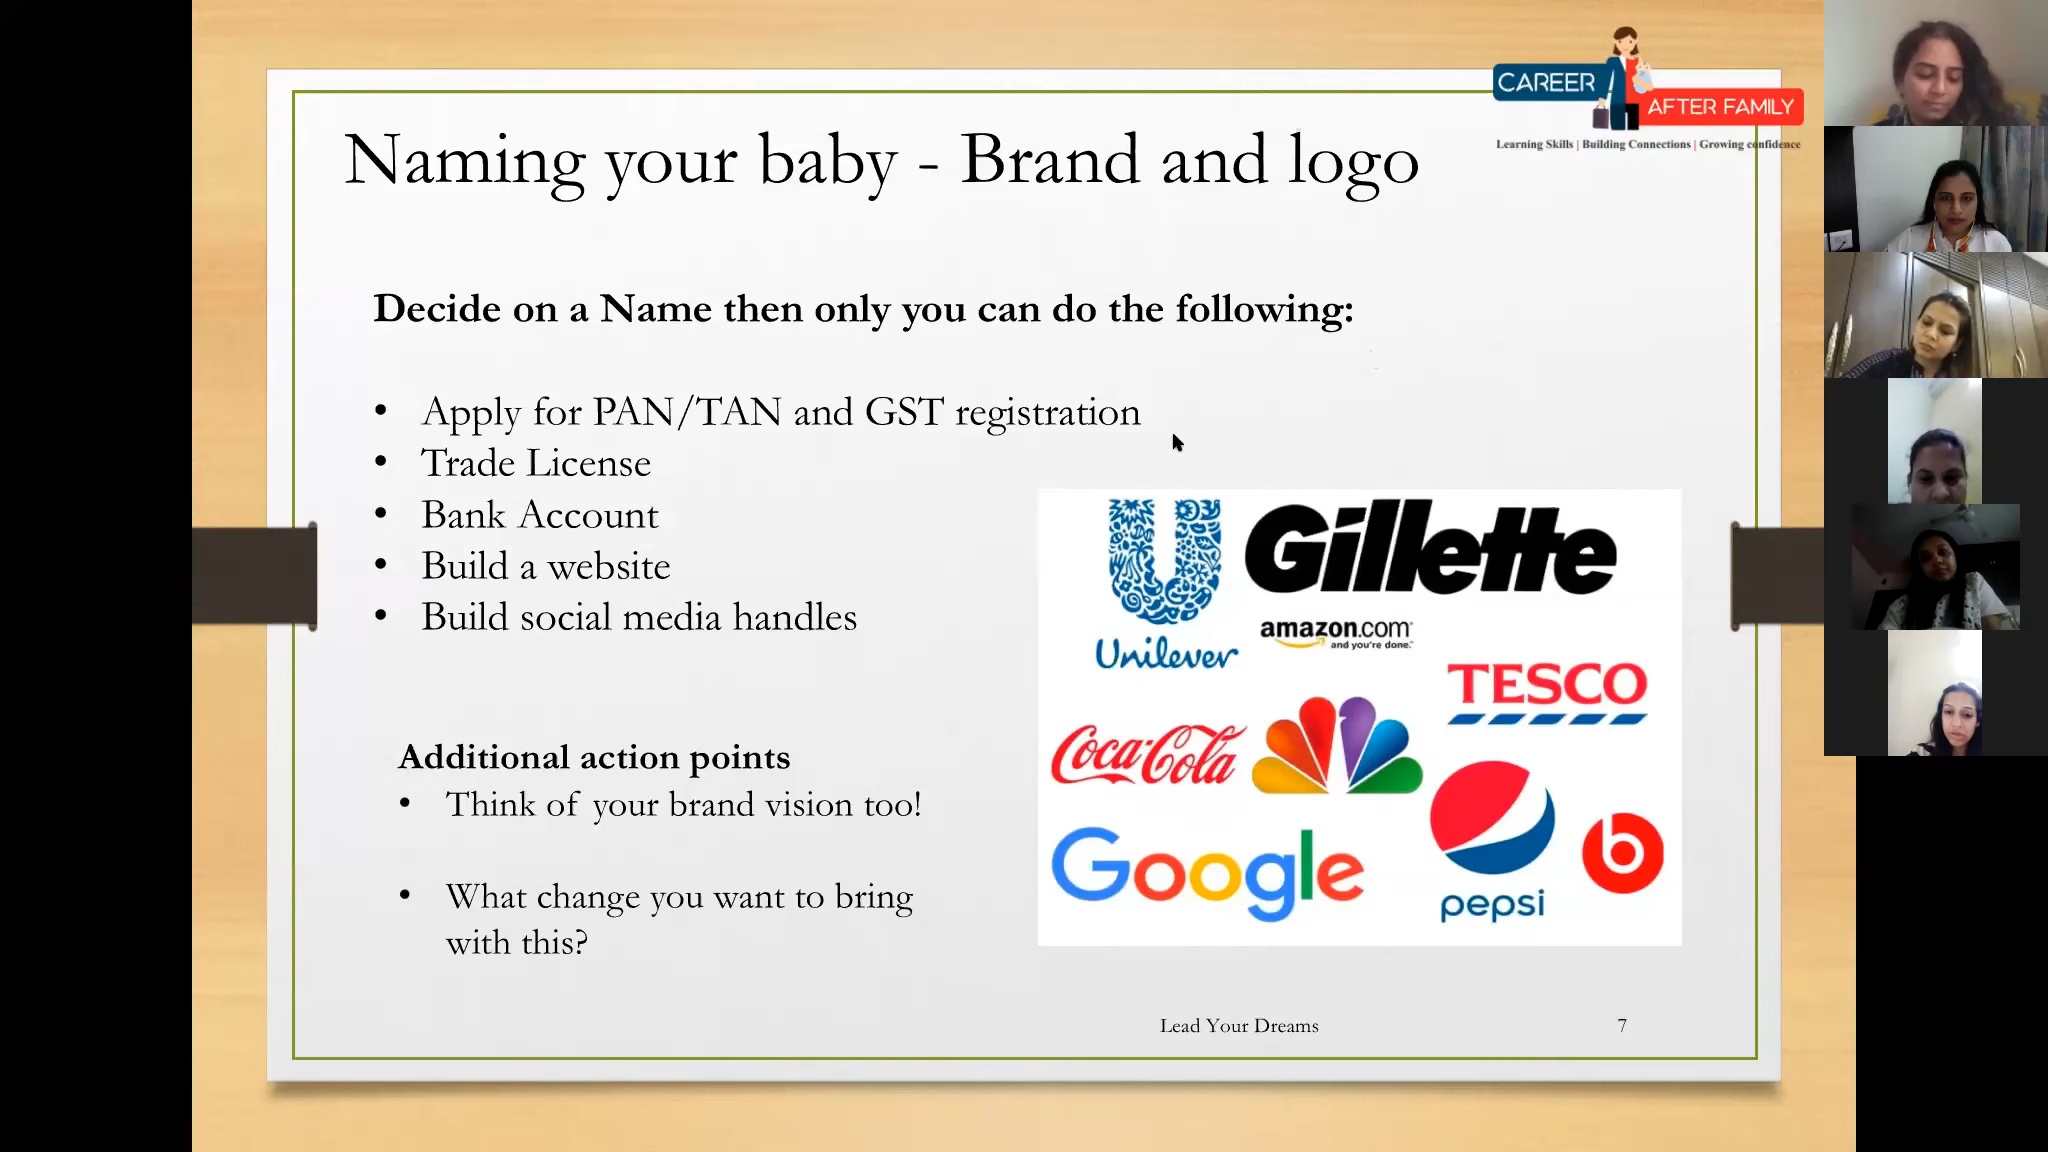 CAREER
AFTER FAMILY
Learning Skills | Building Connections | Growing confidence
Naming your baby - Brand and logo
Decide on a Name then only you can do the following:
• Apply for PAN/TAN and GST registration
• Trade License
• Bank Account
• Build a website
• Build social media handles
Additional action points
• Think of your brand vision too!
• What change you want to bring
with this?
Gillette
Unilever
amazon.com
and you're done.
TESCO
Coca-Cola
Google
pepsi
b
Lead Your Dreams
7